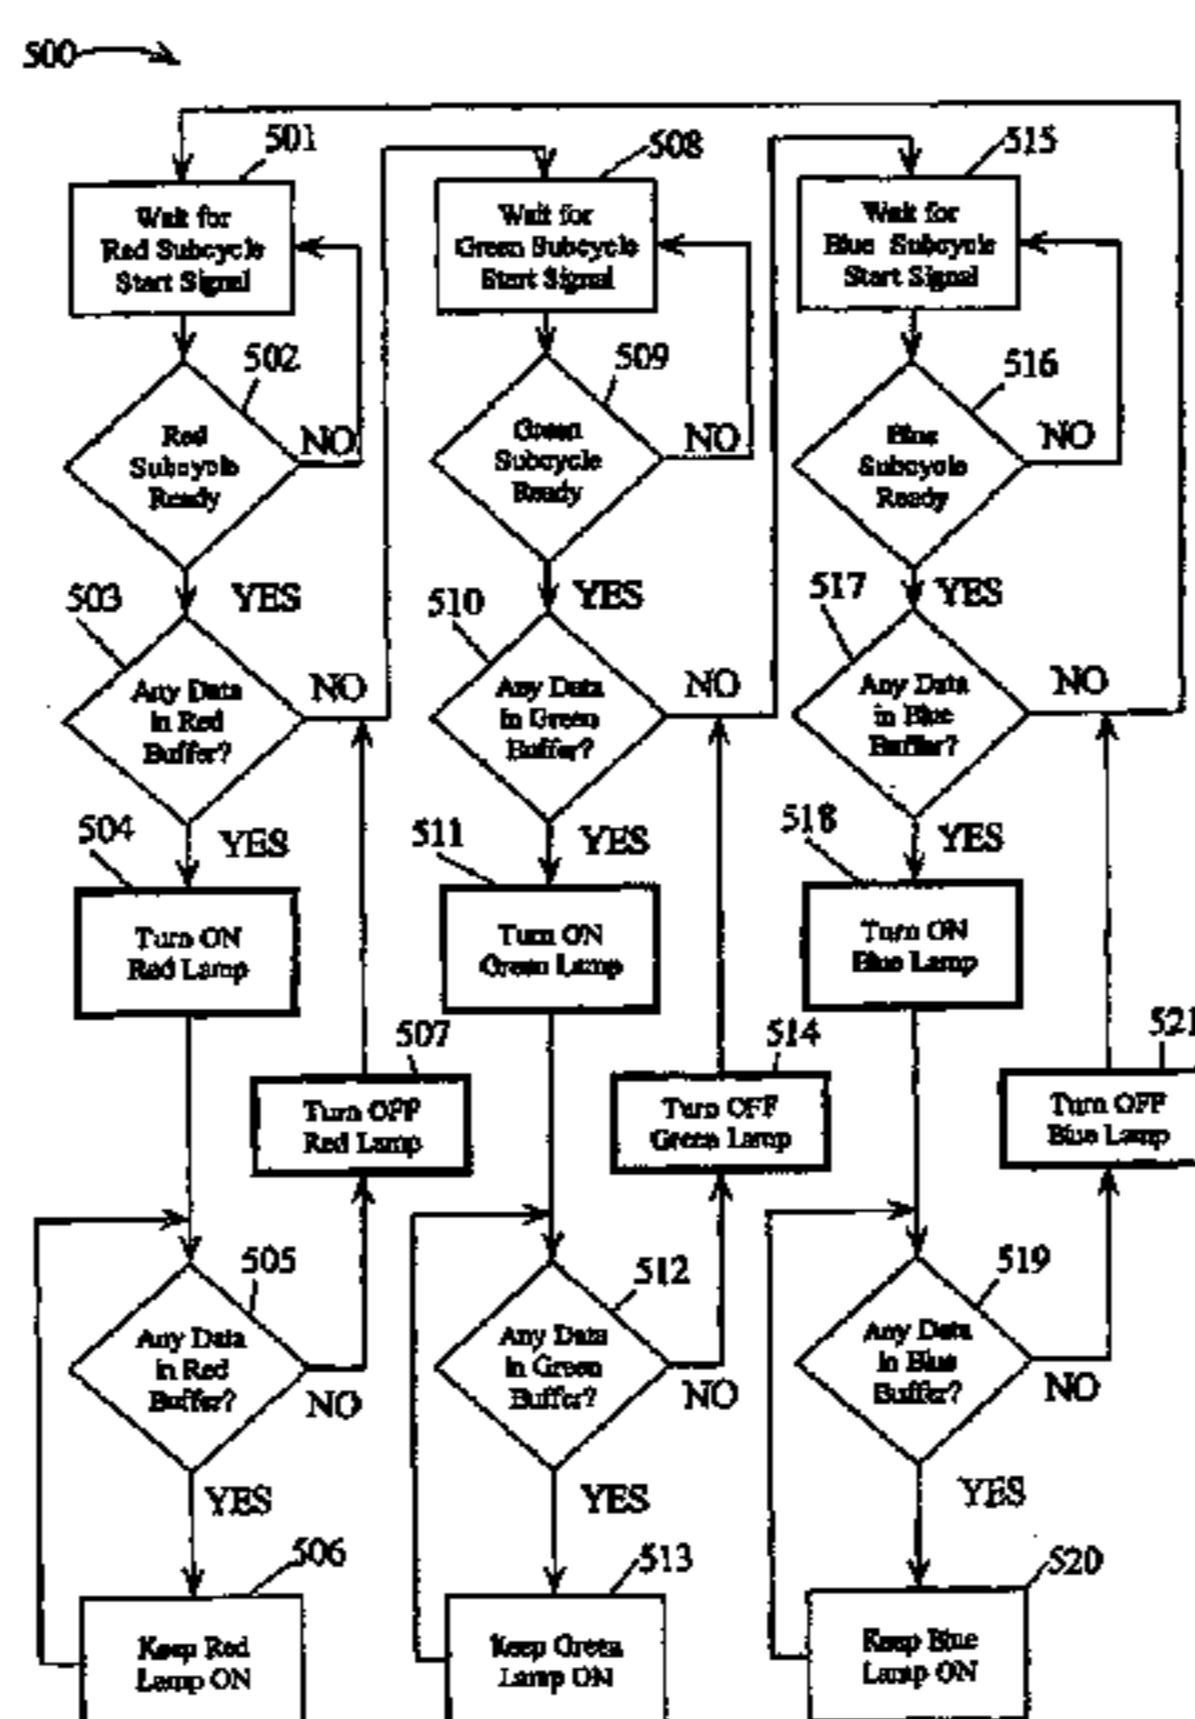 500
501
Wait for
Red Subcycle
Start Signal
502
Red
Subcycle
Ready
NO
YES
503
Any Data
in Red
Buffer?
NO
YES
504
Turn ON
Red Lamp
507
Turn OFF
Red Lamp
505
Any Data
in Red
Buffer?
NO
YES
506
Keep Red
Lamp ON
508
Wait for
Green Subcycle
Start Signal
509
Green
Subcycle
Ready
NO
YES
510
Any Data
in Green
Buffer?
NO
YES
511
Turn ON
Green Lamp
514
Turn OFF
Green Lamp
512
Any Data
in Green
Buffer?
NO
YES
513
Keep Green
Lamp ON
515
Wait for
Blue Subcycle
Start Signal
516
Blue
Subcycle
Ready
NO
YES
517
Any Data
in Blue
Buffer?
NO
YES
518
Turn ON
Blue Lamp
521
Turn OFF
Blue Lamp
519
Any Data
in Blue
Buffer?
NO
YES
520
Keep Blue
Lamp ON